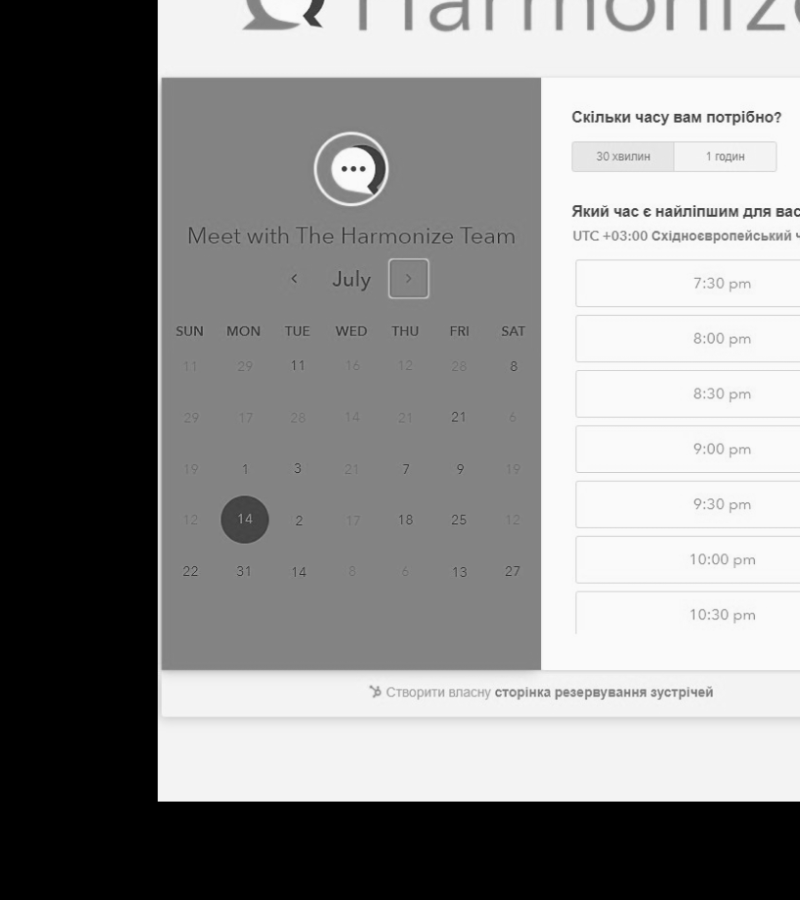 Harmonize
Meet with The Harmonize Team
July
SUN MON TUE WED THU FRI SAT
11 29 11 16 12 28 8
29 17 28 14 21 21 6
19 1 3 21 7 9 19
12 14 2 17 18 25 12
22 31 14 8 6 13 27
Скільки часу вам потрібно?
30 хвилин 1 годин
Який час є найліпшим для вас
UTC +03:00 Східноєвропейський ч
7:30 pm
8:00 pm
8:30 pm
9:00 pm
9:30 pm
10:00 pm
10:30 pm
Створити власну сторінка резервування зустрічей